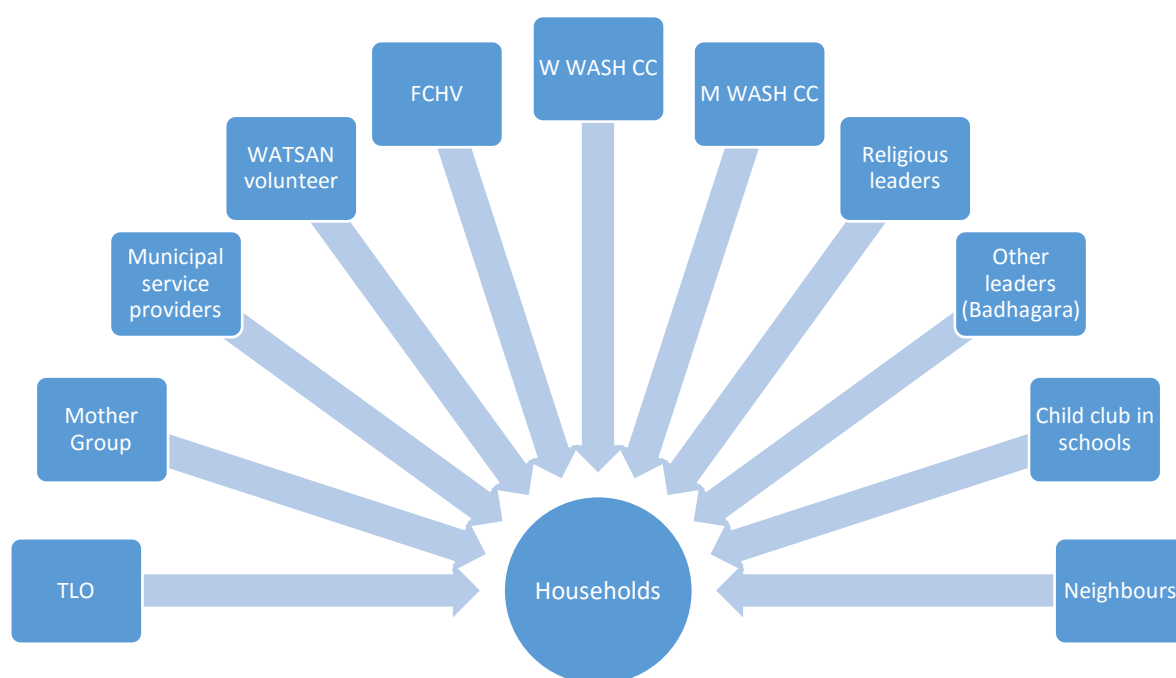 W WASH CC
FCHV
M WASH CC
WATSAN
volunteer
Religious
leaders
Municipal
service
providers
Other
leaders
(Badhagara)
Mother
Group
Child club in
schools
TLO
Households
Neighbours